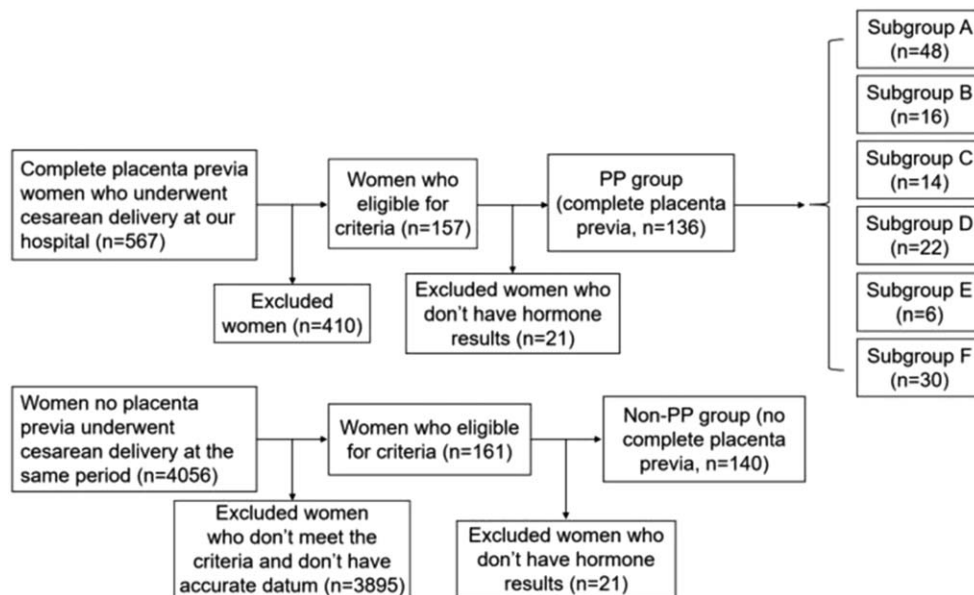 Complete placenta previa
women who underwent
cesarean delivery at our
hospital (n=567)
Excluded
women (n=410)
Women who
eligible for
criteria (n=157)
Excluded women who
don't have hormone
results (n=21)
PP group
(complete placenta
previa, n=136)
Subgroup A
(n=48)
Subgroup B
(n=16)
Subgroup C
(n=14)
Subgroup D
(n=22)
Subgroup E
(n=6)
Subgroup F
(n=30)
Women no placenta
previa underwent
cesarean delivery at the
same period (n=4056)
Excluded women
who don't meet the
criteria and don't have
accurate datum (n=3895)
Women who eligible
for criteria (n=161)
Excluded women who
don't have hormone
results (n=21)
Non-PP group (no
complete placenta
previa, n=140)